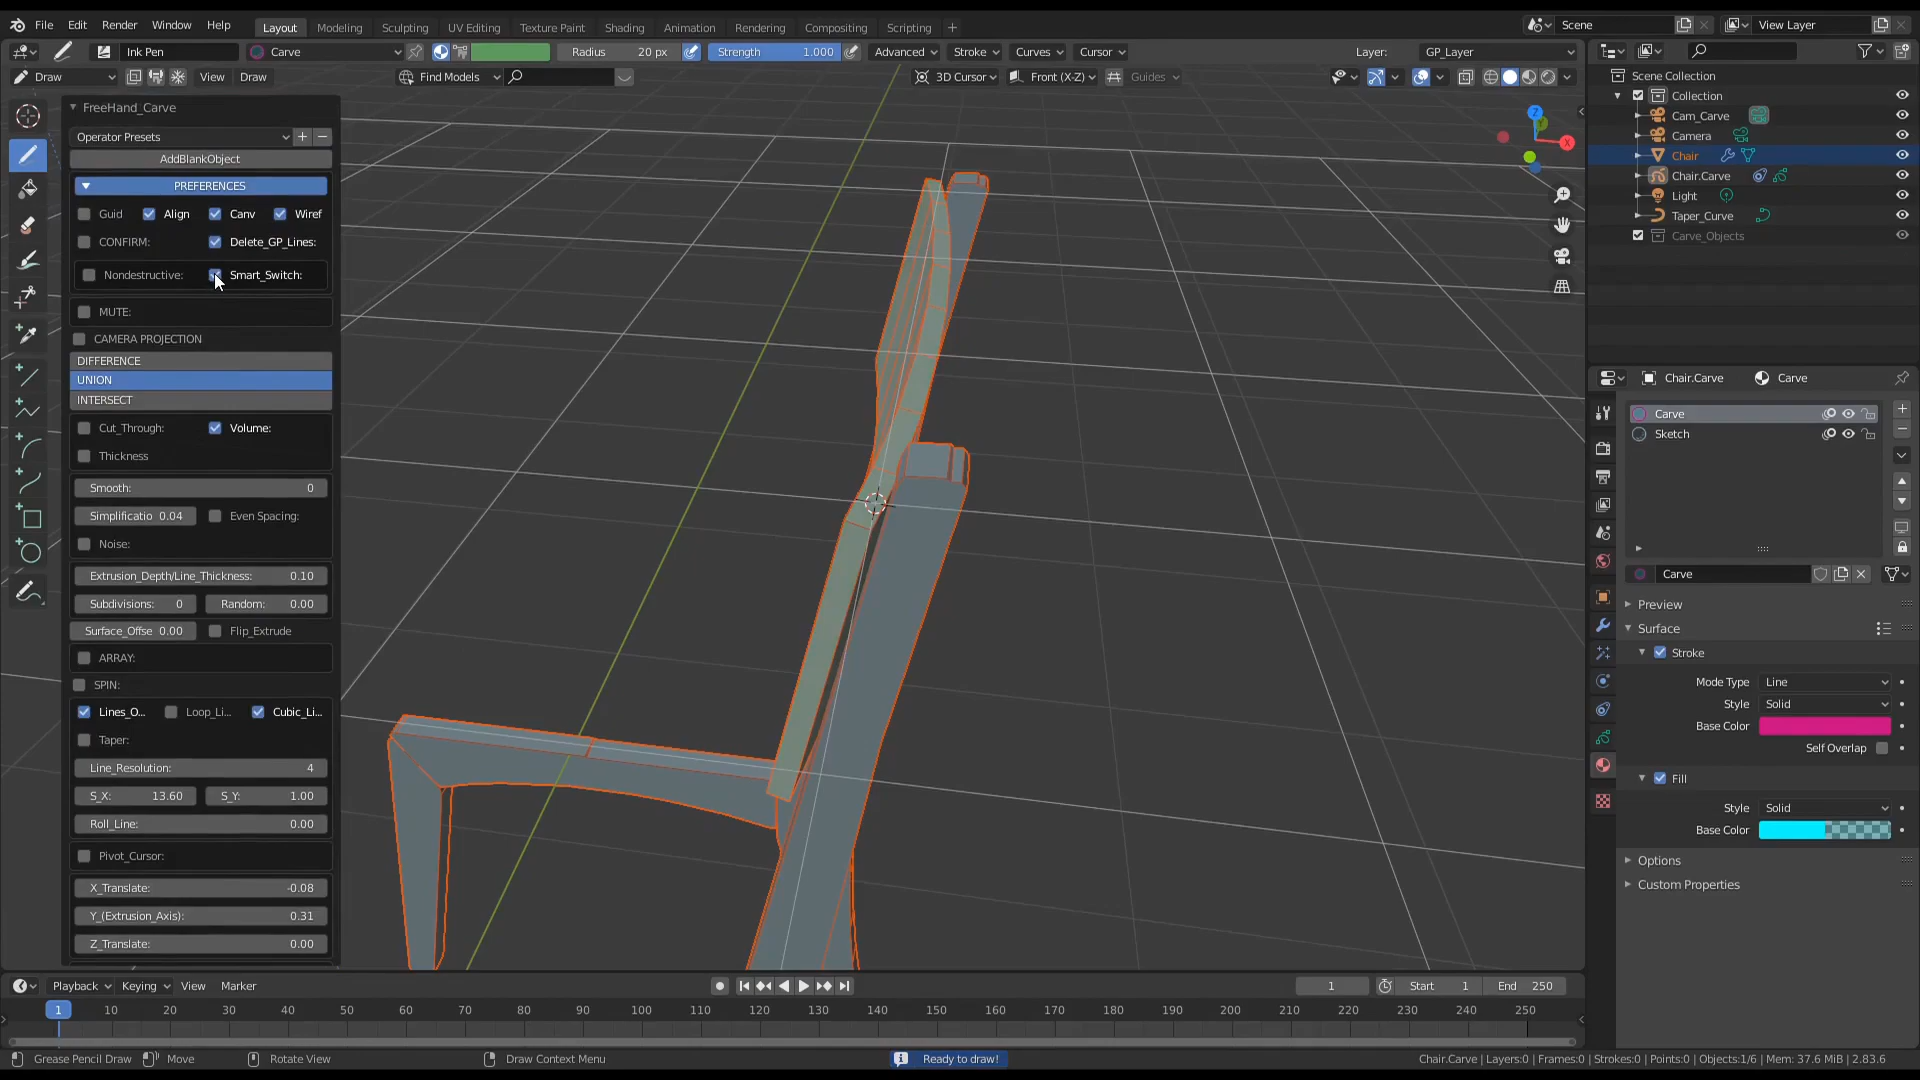 File Edit Render Window Help Layout Modeling Sculpting UV Editing Texture Paint Shading Animation Rendering Compositing Scripting + Scene View Layer
Ink Pen Carve Radius 20 px Strength 1.000 Advanced Stroke Curves Cursor Layer: GP_Layer
Draw View Draw Find Models 3D Cursor Front (X-Z) Guides
Scene Collection
Collection
Cam_Carve
Camera
Chair
Chair.Carve
Light
Taper_Curve
Carve_Objects
FreeHand_Carve
Operator Presets
AddBlankObject
PREFERENCES
Guid Align Canv Wiref
CONFIRM: Delete_GP_Lines:
Nondestructive: Smart_Switch:
MUTE:
CAMERA PROJECTION
DIFFERENCE
UNION
INTERSECT
Cut_Through: Volume:
Thickness
Smooth: 0
Simplificatio 0.04 Even Spacing:
Noise:
Extrusion_Depth/Line_Thickness: 0.10
Subdivisions: 0 Random: 0.00
Surface_Offse 0.00 Flip_Extrude
ARRAY:
SPIN:
Lines_O... Loop_Li... Cubic_Li...
Taper:
Line_Resolution: 4
S_X: 13.60 S_Y: 1.00
Roll_Line: 0.00
Pivot_Cursor:
X_Translate: -0.08
Y_(Extrusion_Axis): 0.31
Z_Translate: 0.00
Z
Y
X
Chair.Carve Carve
Carve
Sketch
Carve
Preview
Surface
Stroke
Mode Type Line
Style Solid
Base Color
Self Overlap
Fill
Style Solid
Base Color
Options
Custom Properties
Playback Keying View Marker 1 Start 1 End 250
1 10 20 30 40 50 60 70 80 90 100 110 120 130 140 150 160 170 180 190 200 210 220 230 240 250
Grease Pencil Draw Move Rotate View Draw Context Menu Ready to draw! Chair.Carve | Layers:0 | Frames:0 | Strokes:0 | Points:0 | Objects:1/6 | Mem: 37.6 MiB | 2.83.6